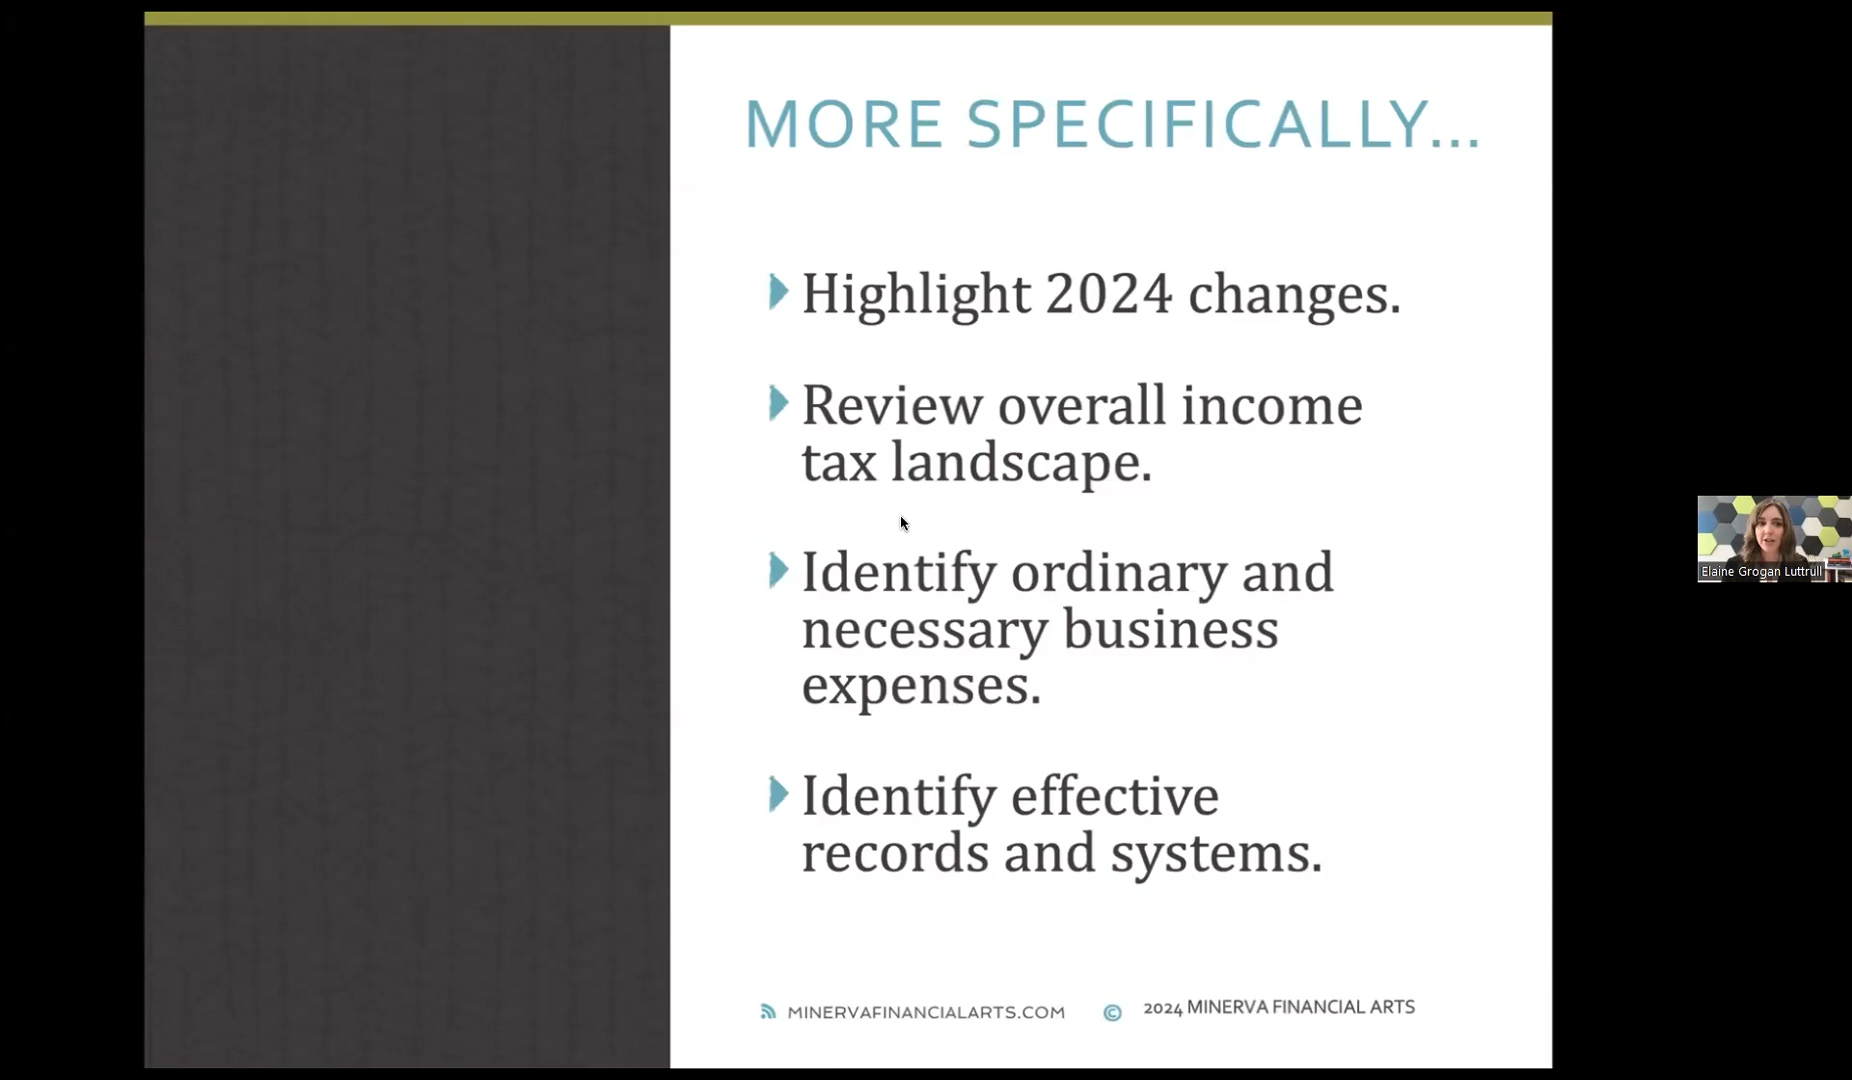 MORE SPECIFICALLY...
Highlight 2024 changes.
Review overall income
tax landscape.
Identify ordinary and
necessary business
expenses.
Identify effective
records and systems.
Elaine Grogan Luttrull
MINERVAFINANCIALARTS.COM
© 2024 MINERVA FINANCIAL ARTS